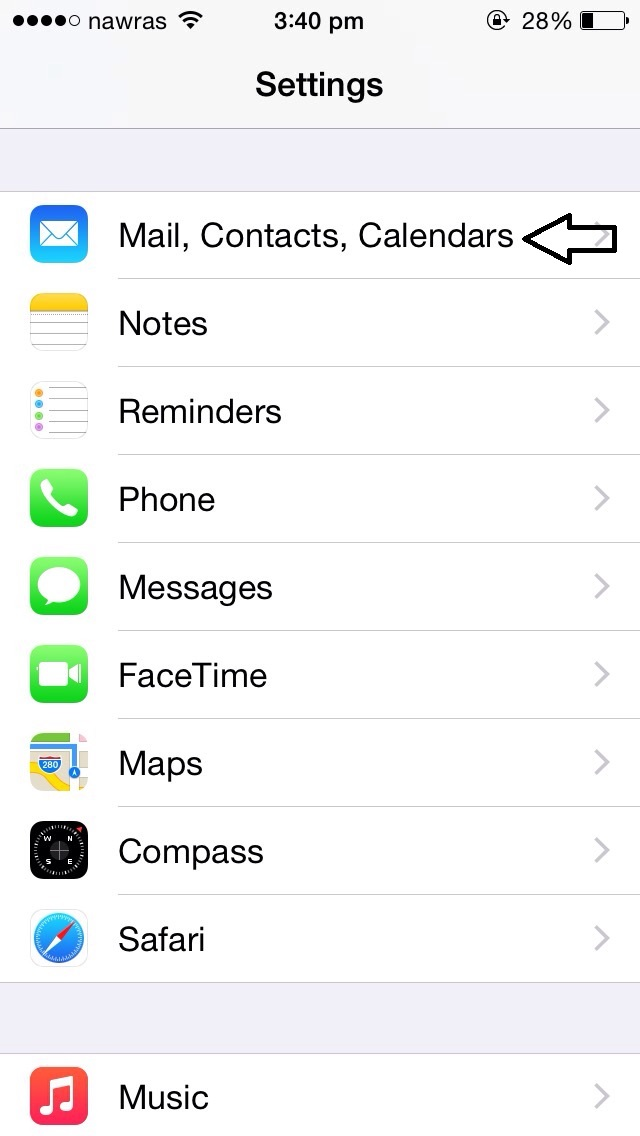 nawras 3:40 pm 28%
Settings
Mail, Contacts, Calendars
Notes
Reminders
Phone
Messages
FaceTime
280
Maps
W N
S E
Compass
Safari
Music